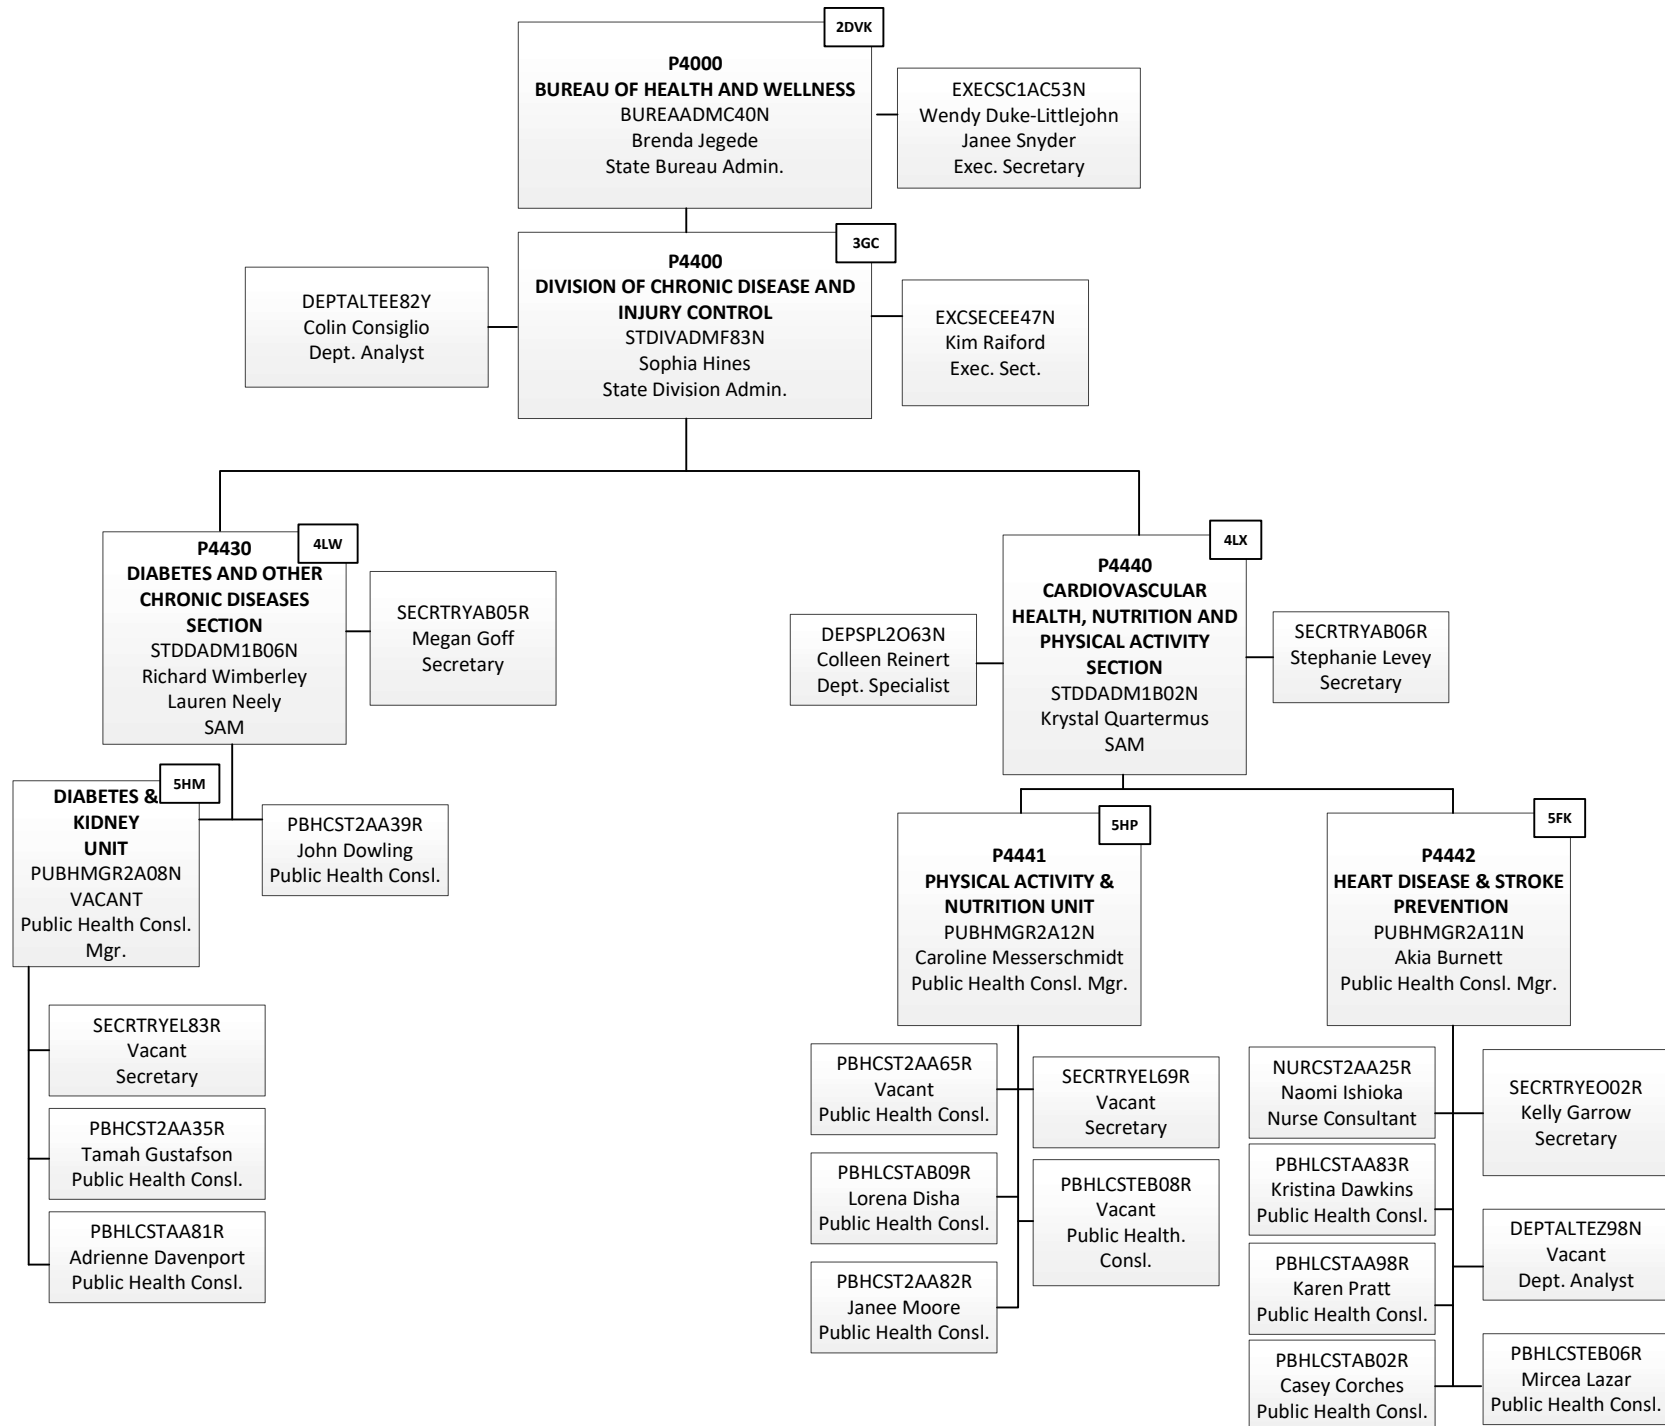 2DVK
P4000
BUREAU OF HEALTH AND WELLNESS
BUREAADMC40N
Brenda Jegede
State Bureau Admin.
EXECSC1AC53N
Wendy Duke-Littlejohn
Janee Snyder
Exec. Secretary
3GC
P4400
DIVISION OF CHRONIC DISEASE AND
INJURY CONTROL
STDIVADMF83N
Sophia Hines
State Division Admin.
DEPTALTEE82Y
Colin Consiglio
Dept. Analyst
EXCSECEE47N
Kim Raiford
Exec. Sect.
4LW
P4430
DIABETES AND OTHER
CHRONIC DISEASES
SECTION
STDDADM1B06N
Richard Wimberley
Lauren Neely
SAM
SECRTRYAB05R
Megan Goff
Secretary
4LX
P4440
CARDIOVASCULAR
HEALTH, NUTRITION AND
PHYSICAL ACTIVITY
SECTION
STDDADM1B02N
Krystal Quartermus
SAM
DEPSPL2O63N
Colleen Reinert
Dept. Specialist
SECRTRYAB06R
Stephanie Levey
Secretary
5HM
DIABETES &
KIDNEY
UNIT
PUBHMGR2A08N
VACANT
Public Health Consl.
Mgr.
PBHCST2AA39R
John Dowling
Public Health Consl.
SECRTRYEL83R
Vacant
Secretary
PBHCST2AA35R
Tamah Gustafson
Public Health Consl.
PBHLCSTAA81R
Adrienne Davenport
Public Health Consl.
5HP
P4441
PHYSICAL ACTIVITY &
NUTRITION UNIT
PUBHMGR2A12N
Caroline Messerschmidt
Public Health Consl. Mgr.
PBHCST2AA65R
Vacant
Public Health Consl.
SECRTRYEL69R
Vacant
Secretary
PBHLCSTAB09R
Lorena Disha
Public Health Consl.
PBHLCSTEB08R
Vacant
Public Health.
Consl.
PBHCST2AA82R
Janee Moore
Public Health Consl.
5FK
P4442
HEART DISEASE & STROKE
PREVENTION
PUBHMGR2A11N
Akia Burnett
Public Health Consl. Mgr.
NURCST2AA25R
Naomi Ishioka
Nurse Consultant
SECRTRYEO02R
Kelly Garrow
Secretary
PBHLCSTAA83R
Kristina Dawkins
Public Health Consl.
DEPTALTEZ98N
Vacant
Dept. Analyst
PBHLCSTAA98R
Karen Pratt
Public Health Consl.
PBHLCSTAB02R
Casey Corches
Public Health Consl.
PBHLCSTEB06R
Mircea Lazar
Public Health Consl.